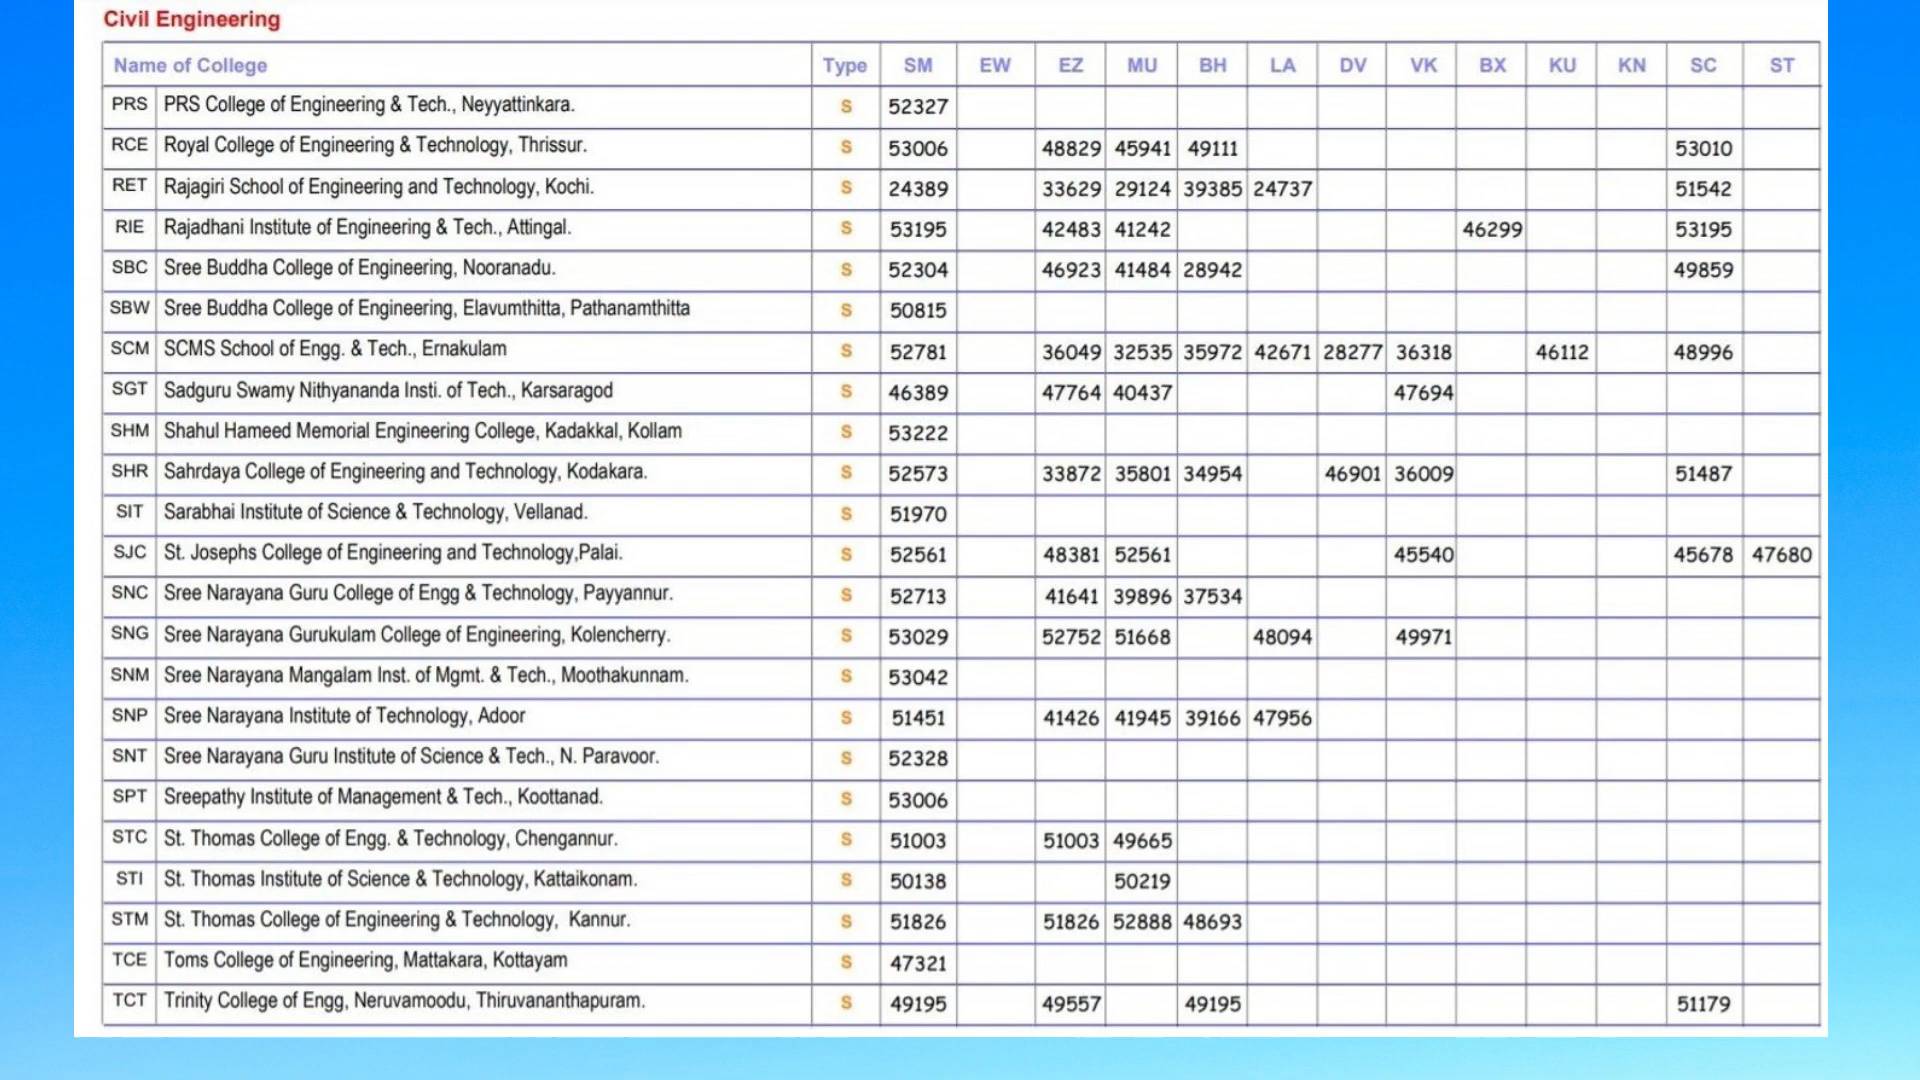 Civil Engineering
Name of College Type SM EW EZ MU BH LA DV VK BX KU KN SC ST
PRS PRS College of Engineering & Tech., Neyyattinkara. S 52327
RCE Royal College of Engineering & Technology, Thrissur. S 53006 48829 45941 49111 53010
RET Rajagiri School of Engineering and Technology, Kochi. S 24389 33629 29124 39385 24737 51542
RIE Rajadhani Institute of Engineering & Tech., Attingal. S 53195 42483 41242 46299 53195
SBC Sree Buddha College of Engineering, Nooranadu. S 52304 46923 41484 28942 49859
SBW Sree Buddha College of Engineering, Elavumthitta, Pathanamthitta S 50815
SCM SCMS School of Engg. & Tech., Ernakulam S 52781 36049 32535 35972 42671 28277 36318 46112 48996
SGT Sadguru Swamy Nithyananda Insti. of Tech., Karsaragod S 46389 47764 40437 47694
SHM Shahul Hameed Memorial Engineering College, Kadakkal, Kollam S 53222
SHR Sahrdaya College of Engineering and Technology, Kodakara. S 52573 33872 35801 34954 46901 36009 51487
SIT Sarabhai Institute of Science & Technology, Vellanad. S 51970
SJC St. Josephs College of Engineering and Technology,Palai. S 52561 48381 52561 45540 45678 47680
SNC Sree Narayana Guru College of Engg & Technology, Payyannur. S 52713 41641 39896 37534
SNG Sree Narayana Gurukulam College of Engineering, Kolencherry. S 53029 52752 51668 48094 49971
SNM Sree Narayana Mangalam Inst. of Mgmt. & Tech., Moothakunnam. S 53042
SNP Sree Narayana Institute of Technology, Adoor S 51451 41426 41945 39166 47956
SNT Sree Narayana Guru Institute of Science & Tech., N. Paravoor. S 52328
SPT Sreepathy Institute of Management & Tech., Koottanad. S 53006
STC St. Thomas College of Engg. & Technology, Chengannur. S 51003 51003 49665
STI St. Thomas Institute of Science & Technology, Kattaikonam. S 50138 50219
STM St. Thomas College of Engineering & Technology, Kannur. S 51826 51826 52888 48693
TCE Toms College of Engineering, Mattakara, Kottayam S 47321
TCT Trinity College of Engg, Neruvamoodu, Thiruvananthapuram. S 49195 49557 49195 51179